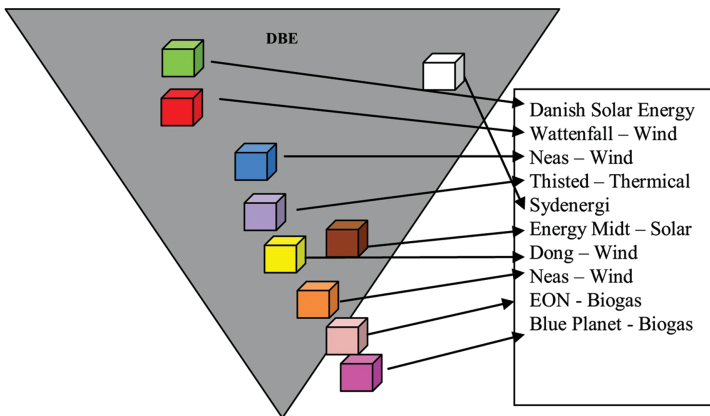 DBE
Danish Solar Energy
Wattenfall – Wind
Neas – Wind
Thisted – Thermical
Sydenergi
Energy Midt – Solar
Dong – Wind
Neas – Wind
EON - Biogas
Blue Planet - Biogas